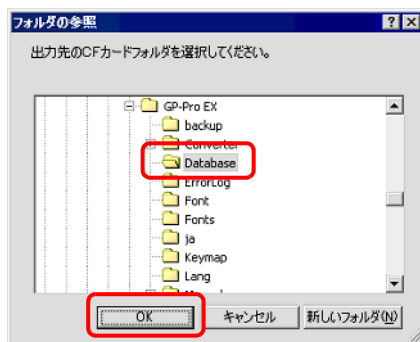 フォルダの参照
出力先のCFカードフォルダを選択してください。
GP-Pro EX
backup
Converter
Database
ErrorLog
Font
Fonts
ja
Keymap
Lang
OK キャンセル 新しいフォルダ(N)